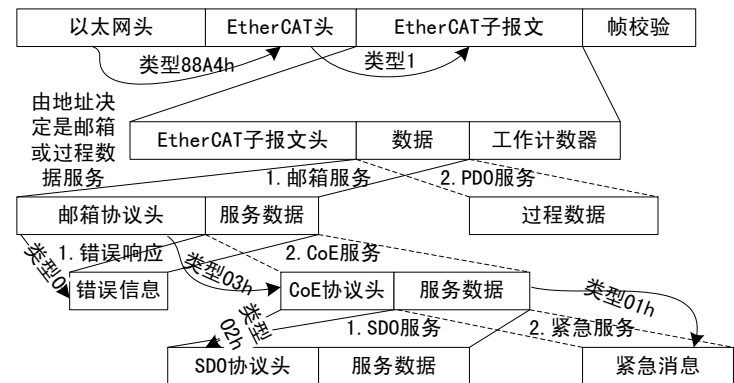 以太网头 EtherCAT头 EtherCAT子报文 帧校验
类型88A4h 类型1
由地址决
定是邮箱
或过程数
据服务
EtherCAT子报文头 数据 工作计数器
1.邮箱服务 2.PDO服务
邮箱协议头 服务数据 过程数据
类型0 1.错误响应 类型03h 2.CoE服务
错误信息 CoE协议头 服务数据 类型01h
类型
02h
1.SDO服务 2.紧急服务
SDO协议头 服务数据 紧急消息